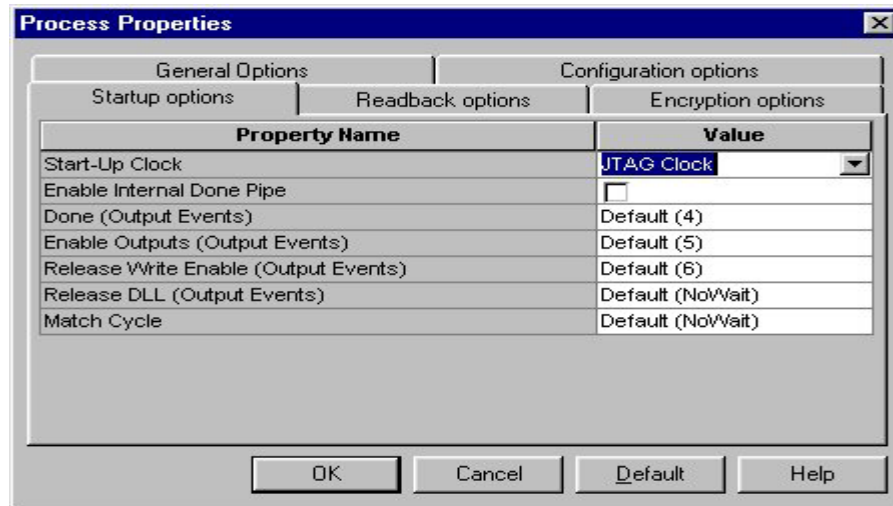 Process Properties
General Options Configuration options
Startup options Readback options Encryption options
Property Name Value
Start-Up Clock JTAG Clock
Enable Internal Done Pipe
Done (Output Events) Default (4)
Enable Outputs (Output Events) Default (5)
Release Write Enable (Output Events) Default (6)
Release DLL (Output Events) Default (NoWait)
Match Cycle Default (NoWait)
OK Cancel Default Help